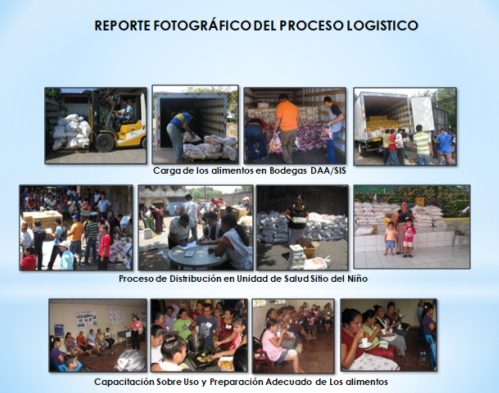 REPORTE FOTOGRÁFICO DEL PROCESO LOGISTICO
Carga de los alimentos en Bodegas DAA/SIS
Proceso de Distribución en Unidad de Salud Sitio del Niño
Capacitación Sobre Uso y Preparación Adecuado de Los alimentos